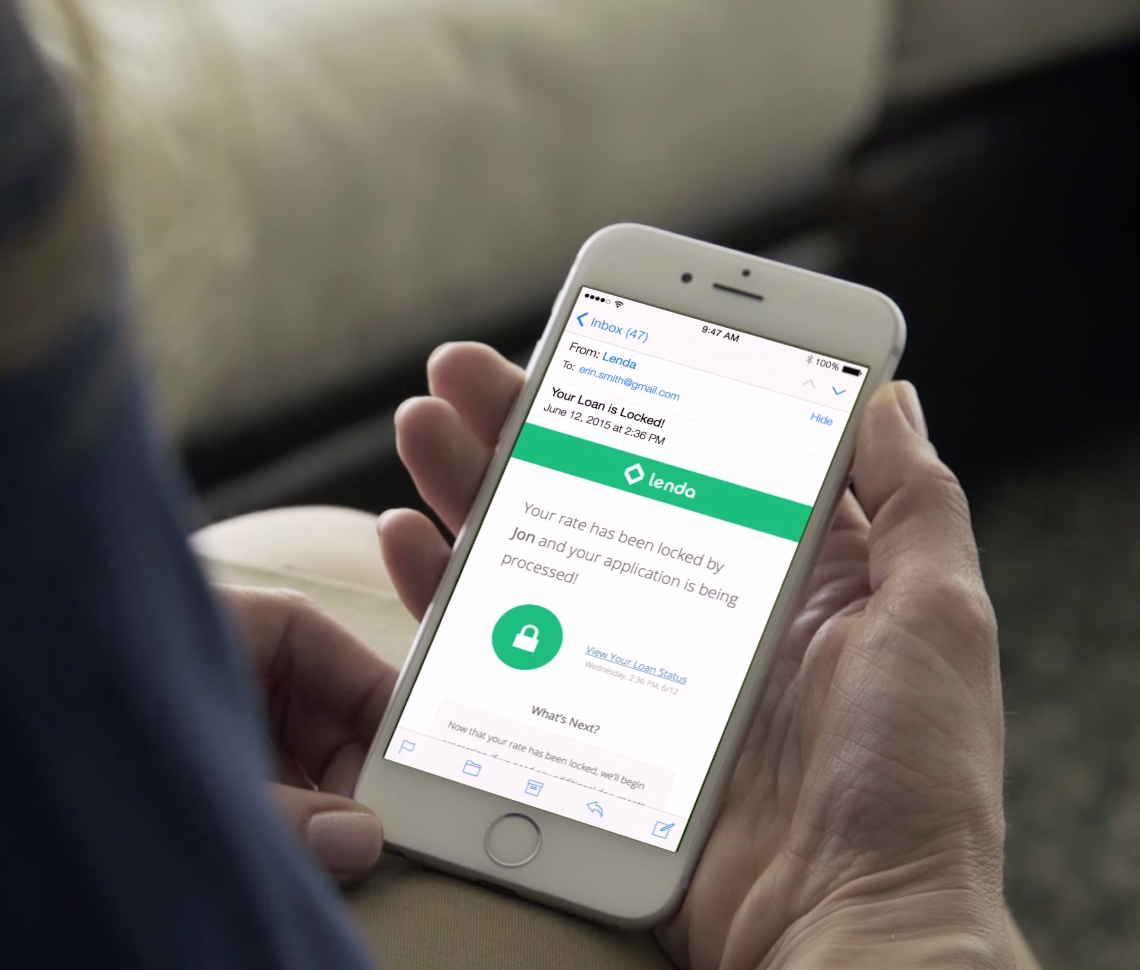 9:47 AM
100%
Inbox (47)
From: Lenda
To: erin.smith@gmail.com
Hide
Your Loan is Locked!
June 12, 2015 at 2:36 PM
lenda
Your rate has been locked by
Jon and your application is being
processed!
View Your Loan Status
Wednesday, 2:36 PM, 6/12
What's Next?
Now that your rate has been locked, we'll begin